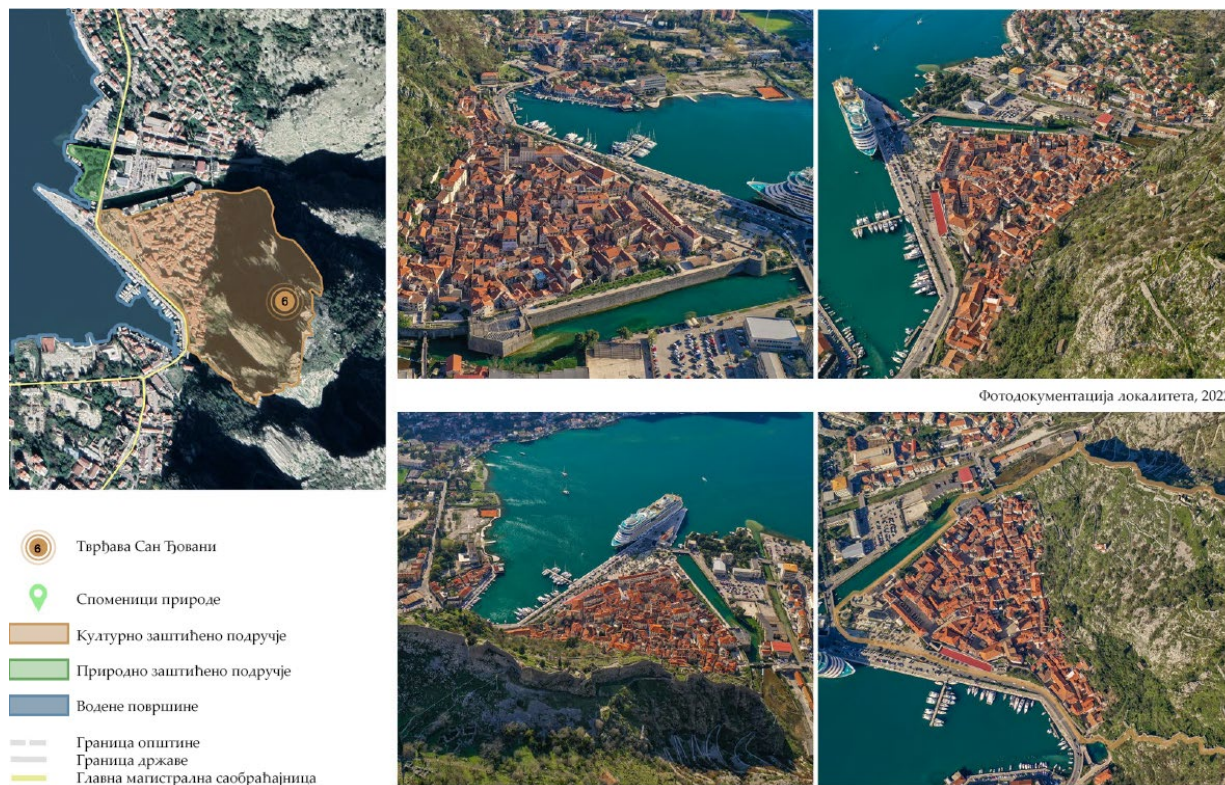 6
Фотодокументација локалитета, 202
6
Тврђава Сан Ђовани
Споменици природе
Културно заштићено подручје
Природно заштићено подручје
Водене површине
Граница општине
Граница државе
Главна магистрална саобраћајница